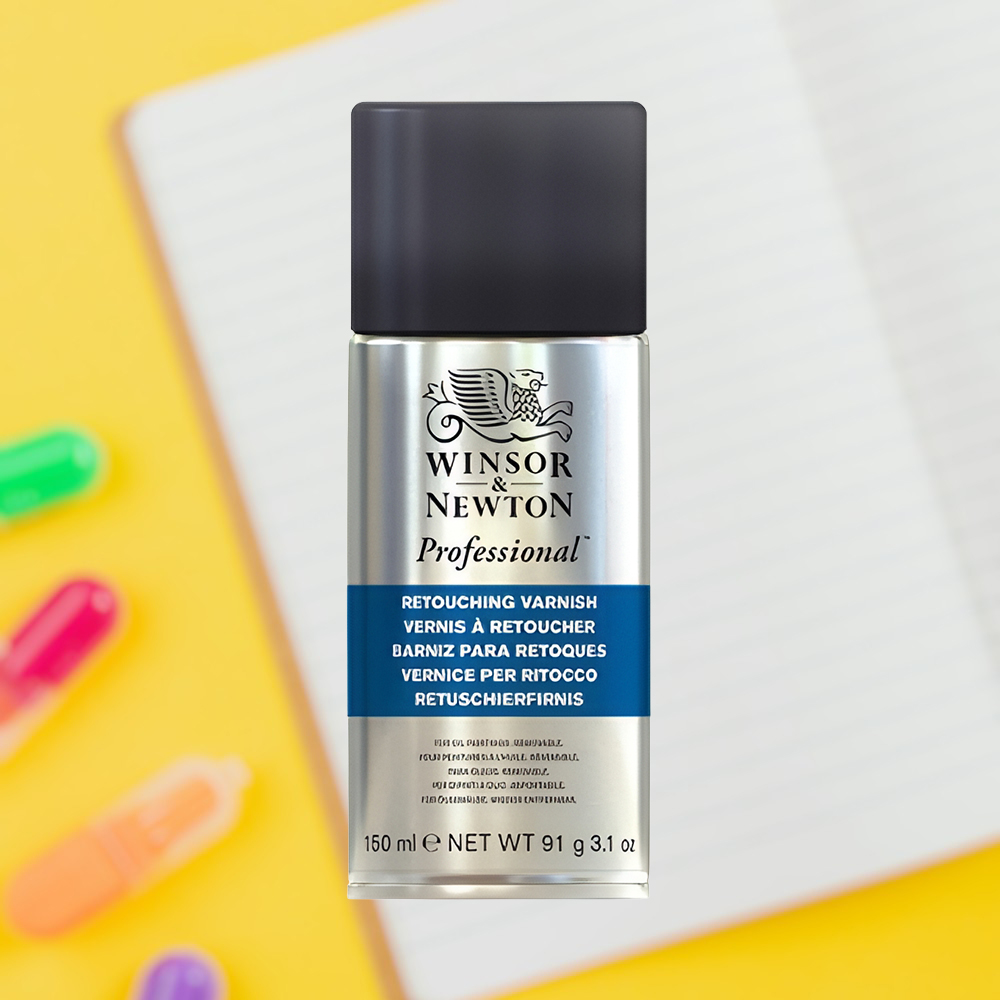 WINSOR
&
NEWTON
Professional™
RETOUCHING VARNISH
VERNIS À RETOUCHER
BARNIZ PARA RETOQUES
VERNICE PER RITOCCO
RETUSCHIERFIRNIS
150 ml ℮ NET WT 91 g 3.1 oz